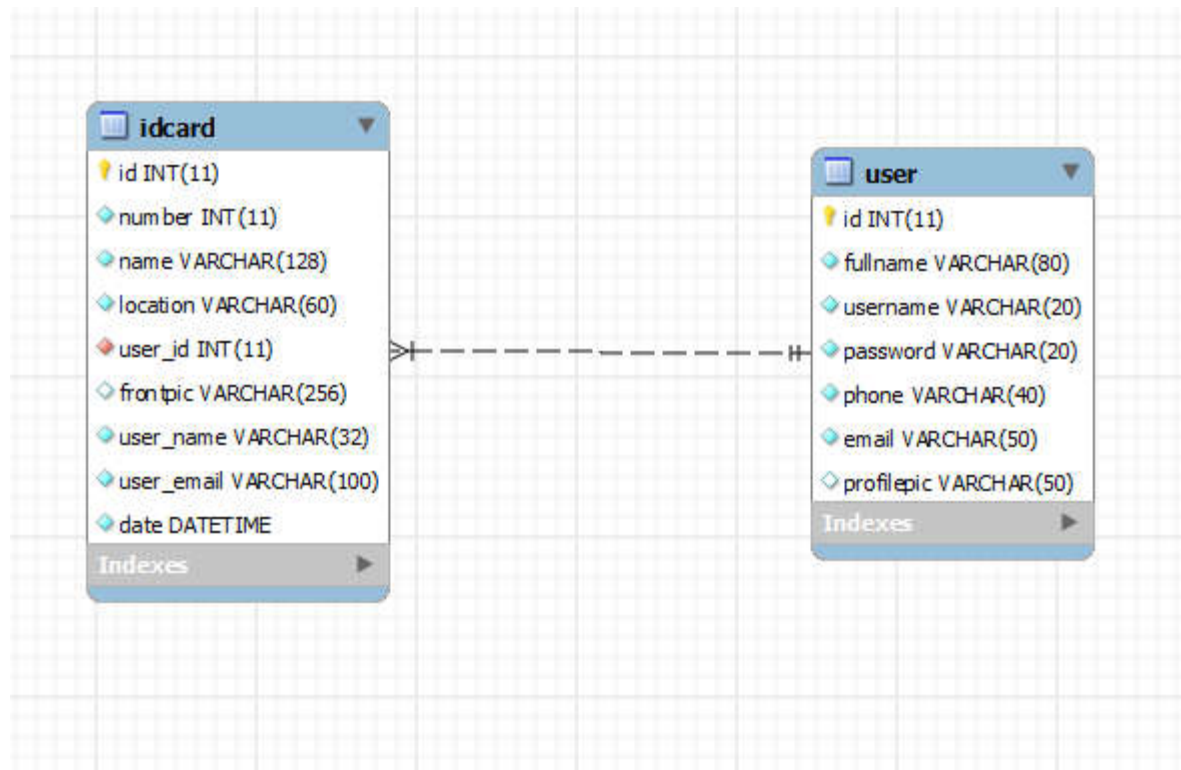 idcard
id INT(11)
number INT(11)
name VARCHAR(128)
location VARCHAR(60)
user_id INT(11)
frontpic VARCHAR(256)
user_name VARCHAR(32)
user_email VARCHAR(100)
date DATETIME
Indexes
user
id INT(11)
fullname VARCHAR(80)
username VARCHAR(20)
password VARCHAR(20)
phone VARCHAR(40)
email VARCHAR(50)
profilepic VARCHAR(50)
Indexes